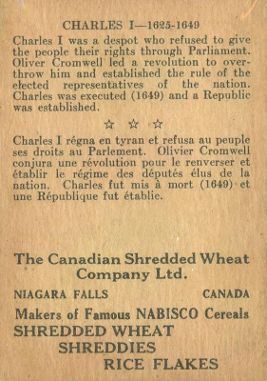 CHARLES I—1625-1649
Charles I was a despot who refused to give
the people their rights through Parliament.
Oliver Cromwell led a revolution to over-
throw him and established the rule of the
elected representatives of the nation.
Charles was executed (1649) and a Republic
was established.
☆ ☆ ☆
Charles I régna en tyran et refusa au peuple
ses droits au Parlement. Olivier Cromwell
conjura une révolution pour le renverser et
établir le régime des députés élus de la
nation. Charles fut mis à mort (1649) et
une République fut établie.
The Canadian Shredded Wheat
Company Ltd.
NIAGARA FALLS CANADA
Makers of Famous NABISCO Cereals
SHREDDED WHEAT
SHREDDIES
RICE FLAKES